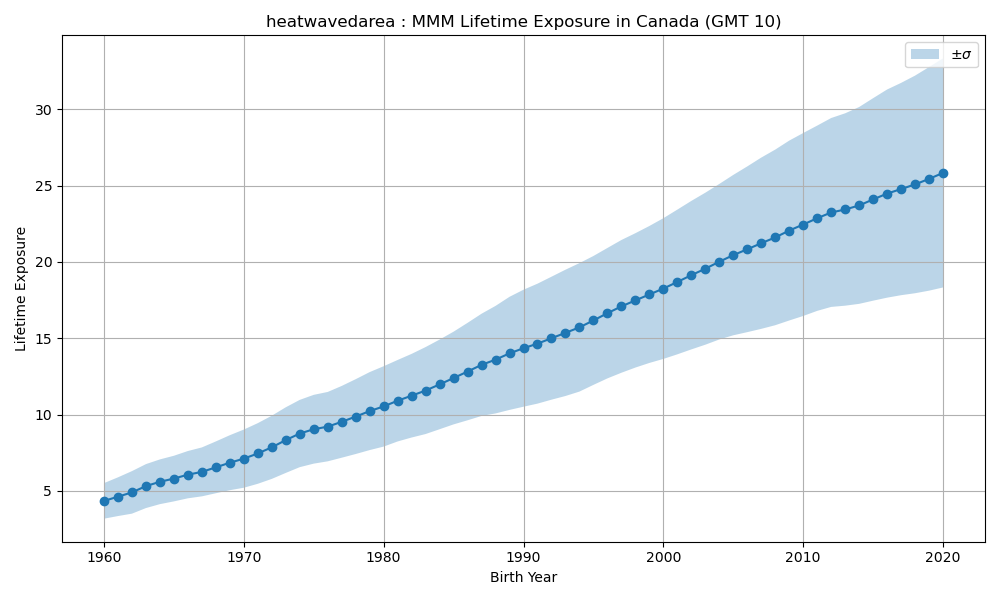 heatwavedarea : MMM Lifetime Exposure in Canada (GMT 10)
±σ
Lifetime Exposure
30
25
20
15
10
5
1960 1970 1980 1990 2000 2010 2020
Birth Year